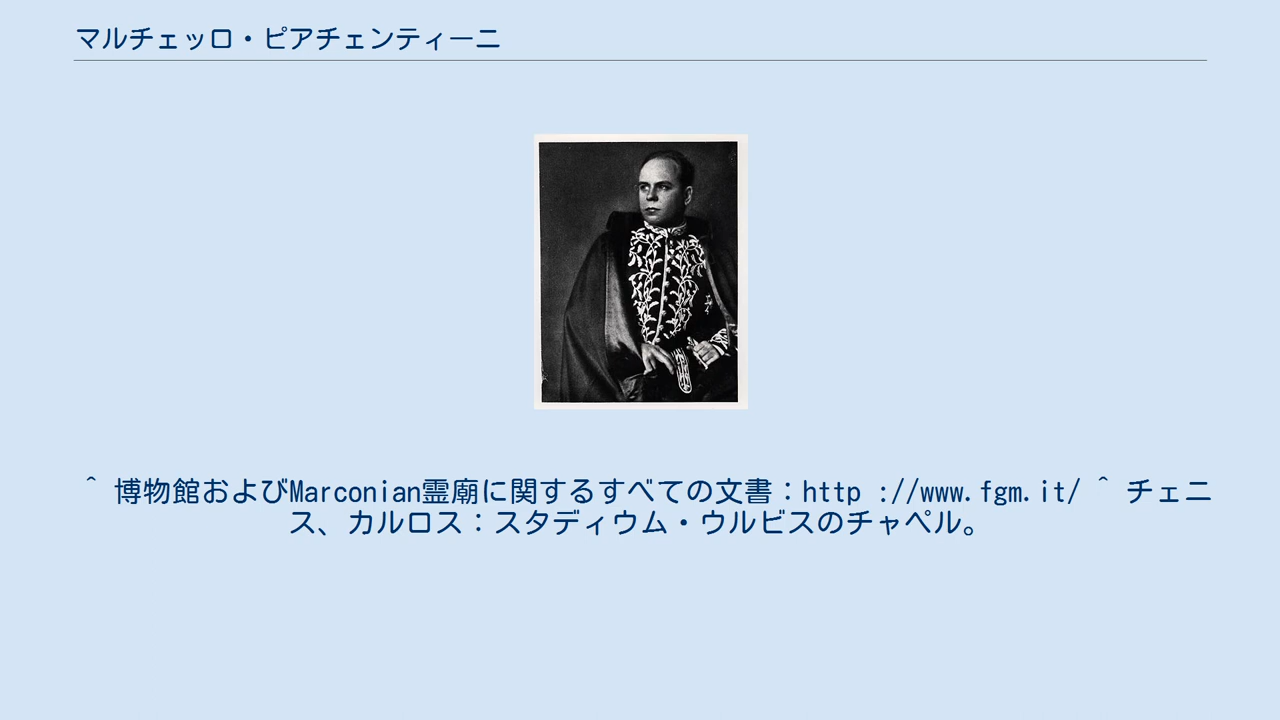 マルチェッロ・ピアチェンティーニ
^ 博物館およびMarconian霊廟に関するすべての文書：http ://www.fgm.it/ ^ チェニ
ス、カルロス：スタディウム・ウルビスのチャペル。